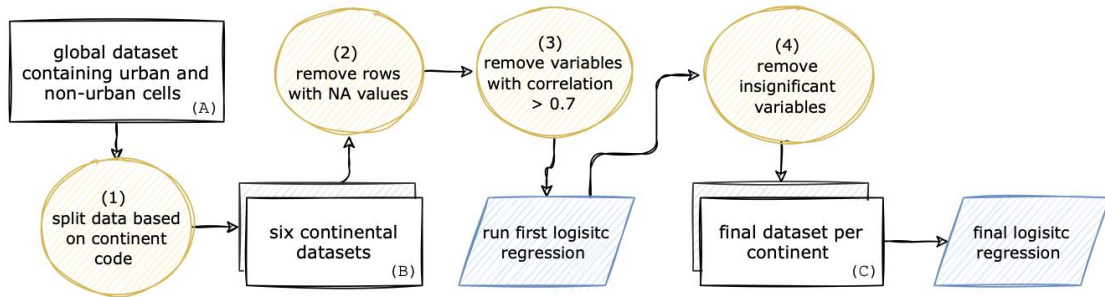 global dataset
containing urban and
non-urban cells
(A)
(1)
split data based
on continent
code
six continental
datasets
(B)
(2)
remove rows
with NA values
(3)
remove variables
with correlation
> 0.7
run first logisitc
regression
(4)
remove
insignificant
variables
final dataset per
continent
(C)
final logisitc
regression